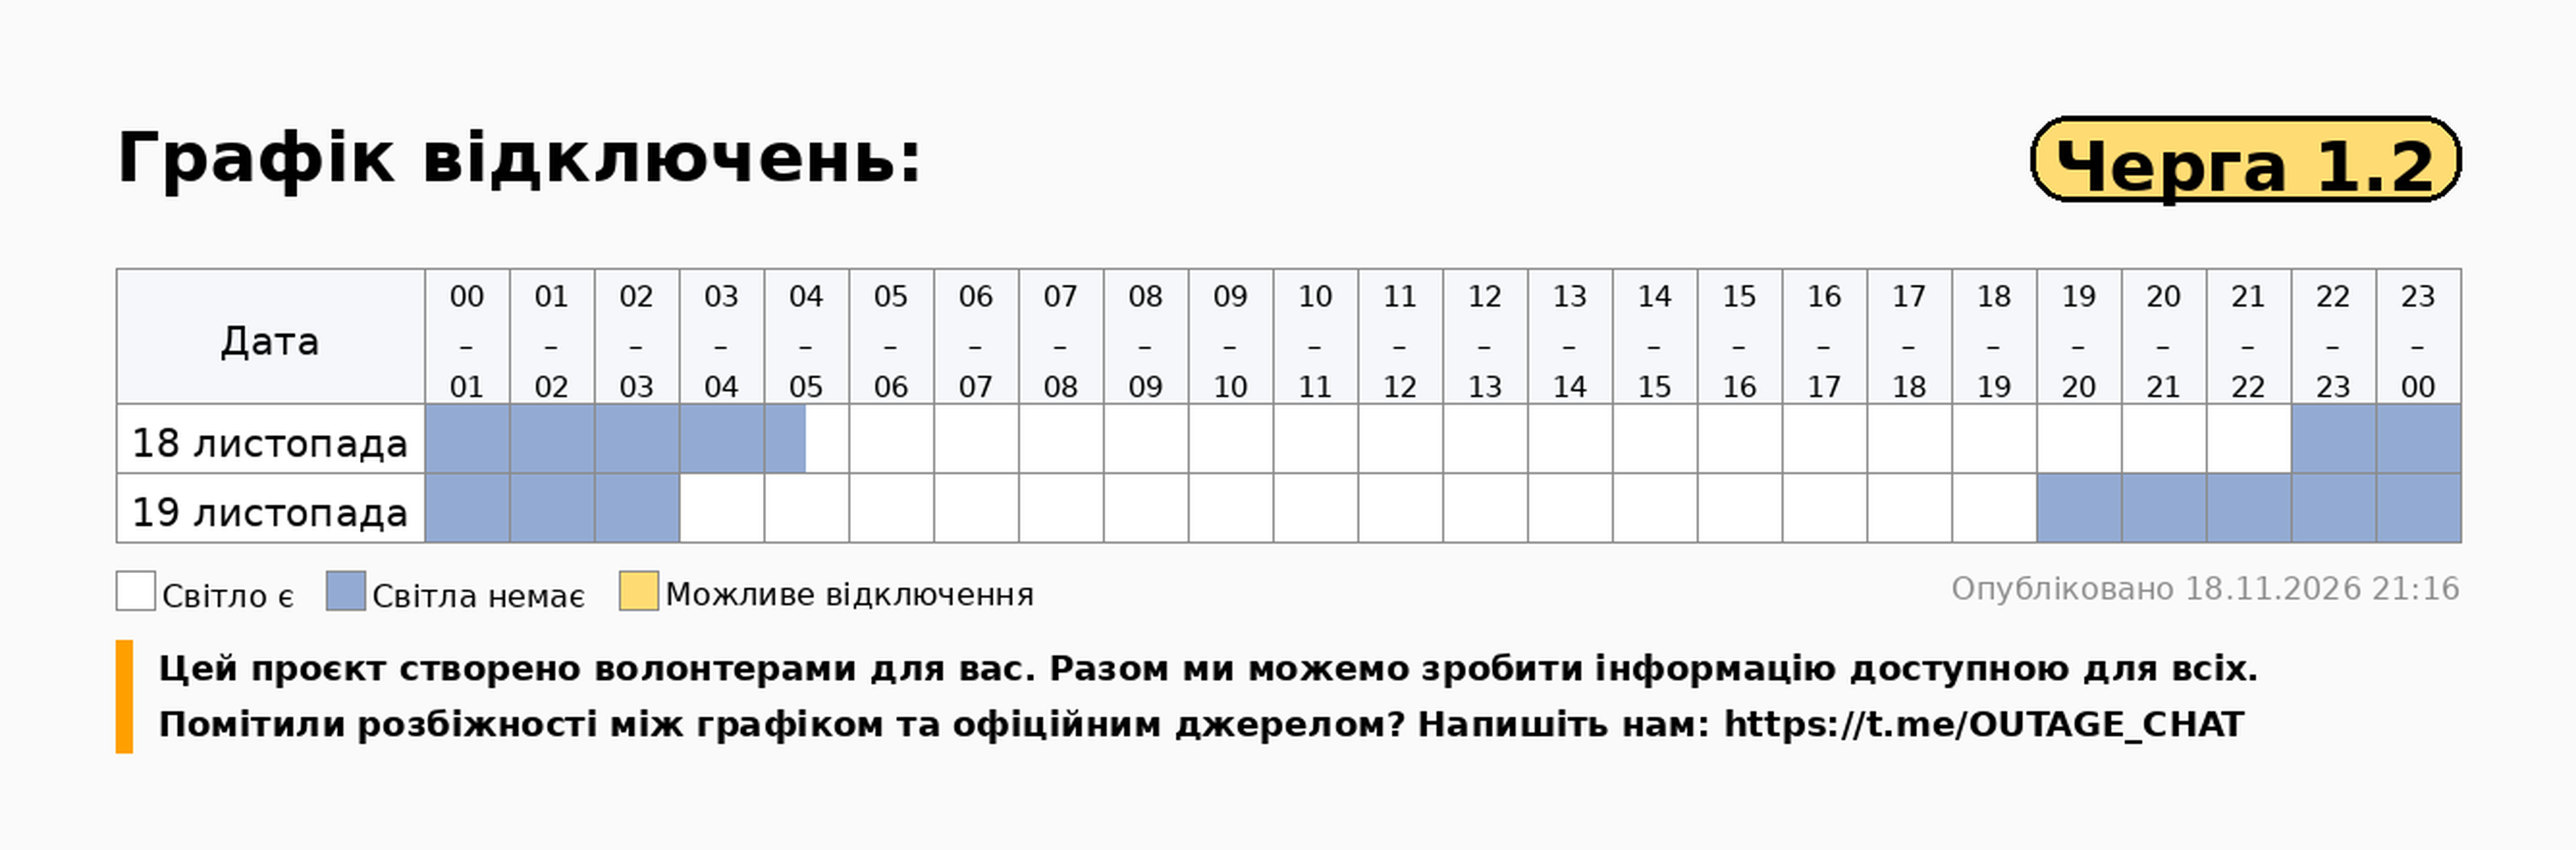 Графік відключень:
Черга 1.2
Дата
00 – 01
01 – 02
02 – 03
03 – 04
04 – 05
05 – 06
06 – 07
07 – 08
08 – 09
09 – 10
10 – 11
11 – 12
12 – 13
13 – 14
14 – 15
15 – 16
16 – 17
17 – 18
18 – 19
19 – 20
20 – 21
21 – 22
22 – 23
23 – 00
18 листопада
19 листопада
Світло є
Світла немає
Можливе відключення
Опубліковано 18.11.2026 21:16
Цей проєкт створено волонтерами для вас. Разом ми можемо зробити інформацію доступною для всіх.
Помітили розбіжності між графіком та офіційним джерелом? Напишіть нам: https://t.me/OUTAGE_CHAT